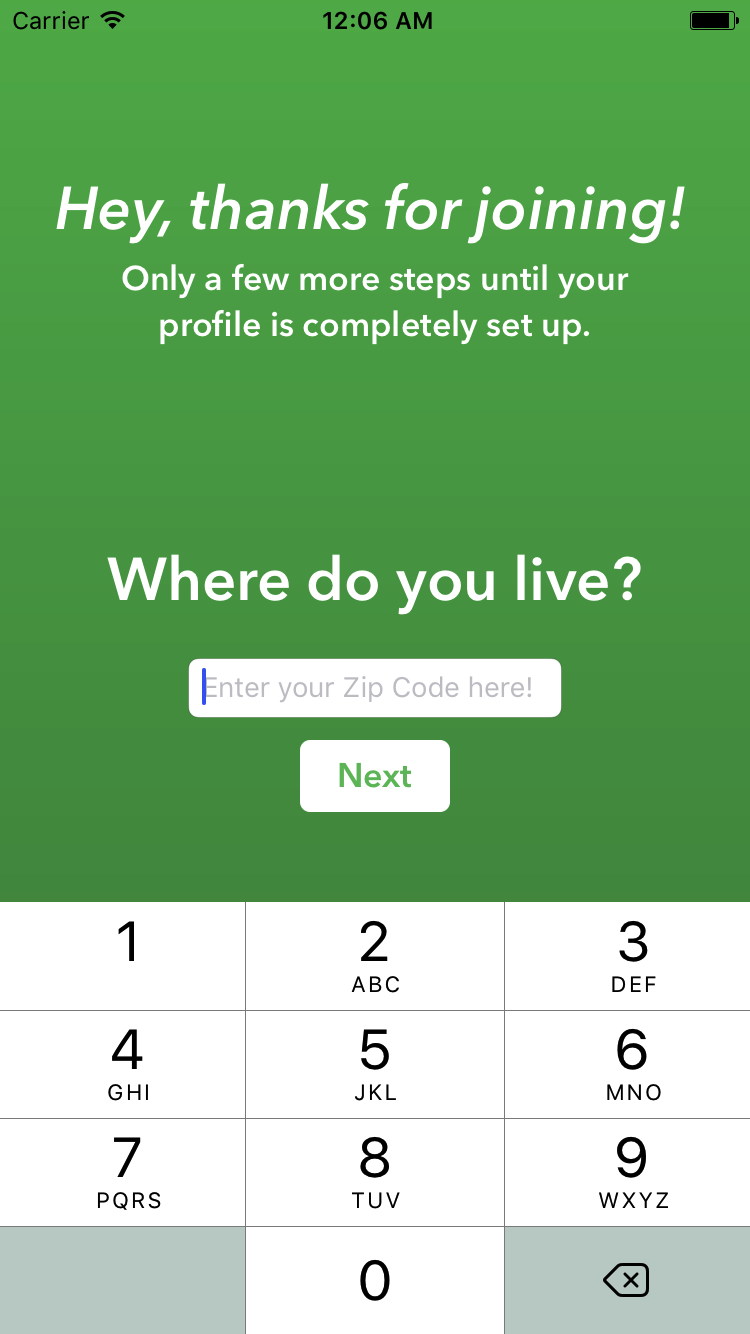 Carrier 12:06 AM
Hey, thanks for joining!
Only a few more steps until your
profile is completely set up.
Where do you live?
Enter your Zip Code here!
Next
1 2 3
ABC DEF
4 5 6
GHI JKL MNO
7 8 9
PQRS TUV WXYZ
0